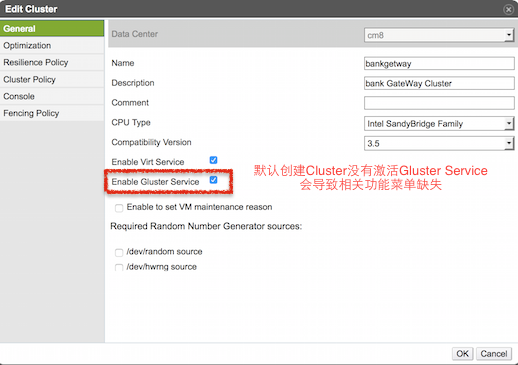 Edit Cluster
General
Optimization
Resilience Policy
Cluster Policy
Console
Fencing Policy
Data Center
cm8
Name
bankgetway
Description
bank GateWay Cluster
Comment
CPU Type
Intel SandyBridge Family
Compatibility Version
3.5
Enable Virt Service
Enable Gluster Service
默认创建Cluster没有激活Gluster Service
会导致相关功能菜单缺失
Enable to set VM maintenance reason
Required Random Number Generator sources:
/dev/random source
/dev/hwrng source
OK
Cancel